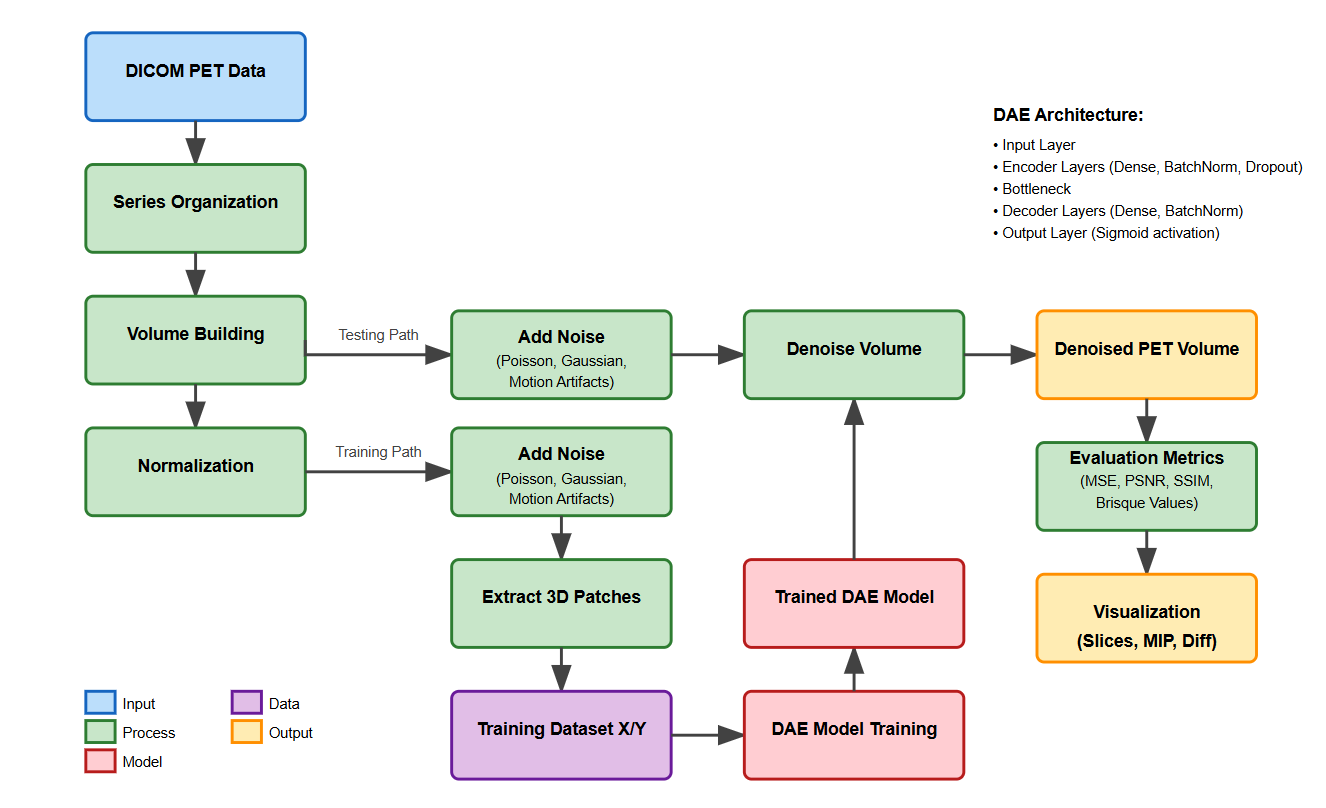 DICOM PET Data
DAE Architecture:
• Input Layer
• Encoder Layers (Dense, BatchNorm, Dropout)
• Bottleneck
• Decoder Layers (Dense, BatchNorm)
• Output Layer (Sigmoid activation)
Series Organization
Volume Building
Testing Path
Add Noise
(Poisson, Gaussian,
Motion Artifacts)
Denoise Volume
Denoised PET Volume
Normalization
Training Path
Add Noise
(Poisson, Gaussian,
Motion Artifacts)
Evaluation Metrics
(MSE, PSNR, SSIM,
Brisque Values)
Extract 3D Patches
Trained DAE Model
Visualization
(Slices, MIP, Diff)
Training Dataset X/Y
DAE Model Training
Input
Data
Process
Output
Model